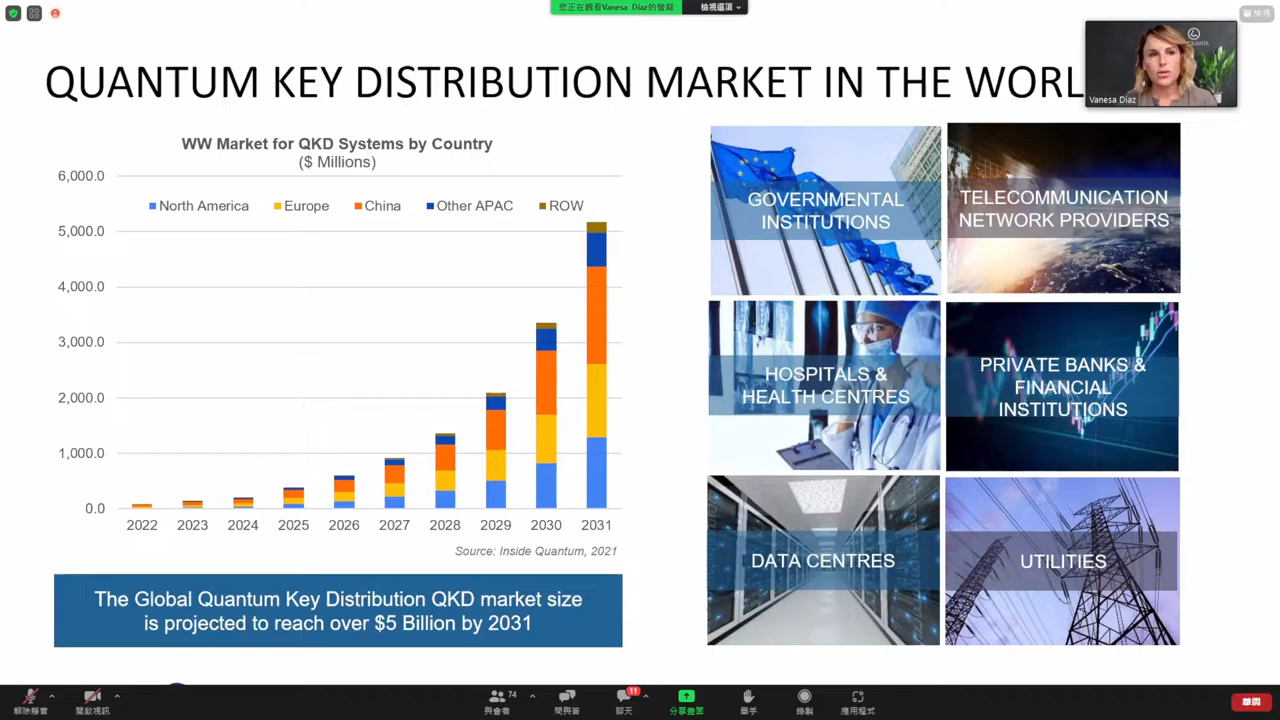 您正在觀看Vanesa Díaz的螢幕
檢視選項
檢視
QUANTUM KEY DISTRIBUTION MARKET IN THE WORL
Vanesa Díaz
WW Market for QKD Systems by Country
($ Millions)
6,000.0
5,000.0
4,000.0
3,000.0
2,000.0
1,000.0
0.0
North America
Europe
China
Other APAC
ROW
2022
2023
2024
2025
2026
2027
2028
2029
2030
2031
Source: Inside Quantum, 2021
The Global Quantum Key Distribution QKD market size
is projected to reach over $5 Billion by 2031
GOVERNMENTAL
INSTITUTIONS
TELECOMMUNICATION
NETWORK PROVIDERS
HOSPITALS &
HEALTH CENTRES
PRIVATE BANKS &
FINANCIAL
INSTITUTIONS
DATA CENTRES
UTILITIES
解除靜音
開啟視訊
74
與會者
問與答
11
聊天
分享螢幕
舉手
錄製
應用程式
離開